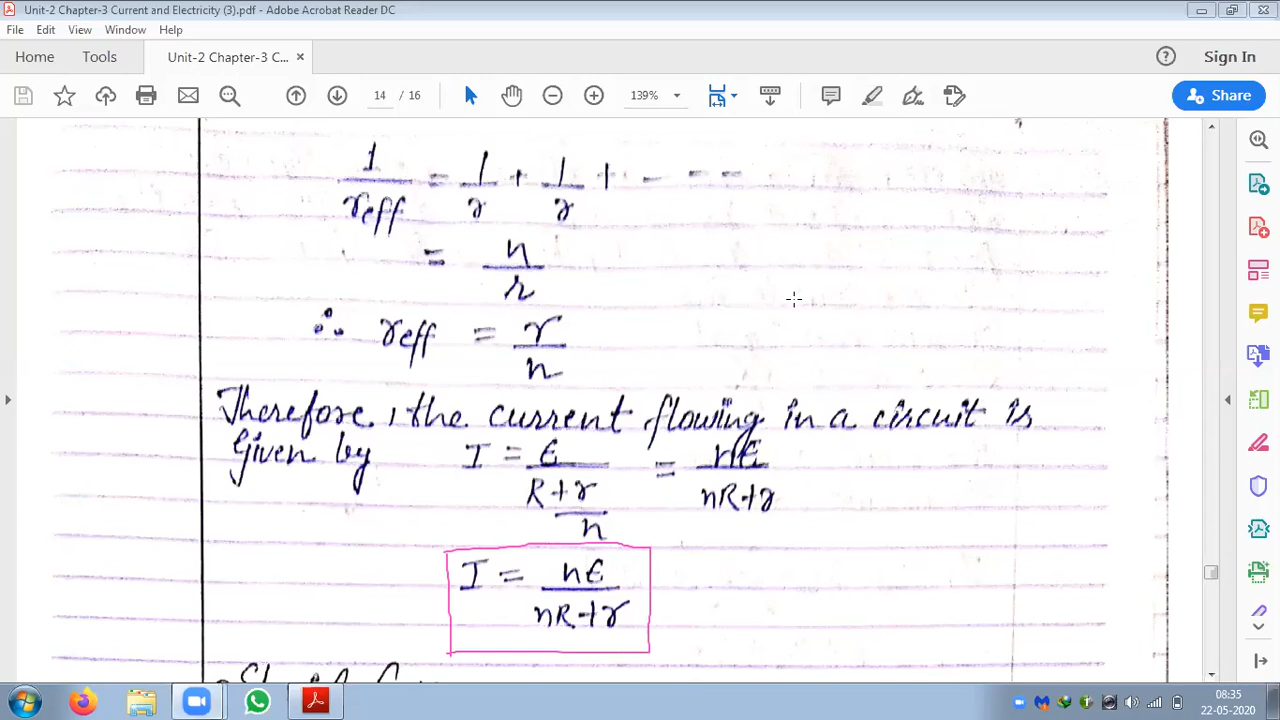 Unit-2 Chapter-3 Current and Electricity (3).pdf - Adobe Acrobat Reader DC
File Edit View Window Help
Home Tools Unit-2 Chapter-3 C... × Sign In
14 / 16 139% Share
1/reff = 1/r + 1/r + - - - -
= n/r
∴ reff = r/n
Therefore, the current flowing in a circuit is
Given by I = E/(R+r/n) = nE/(nR+r)
I = nE/(nR+r)
08:35
22-05-2020